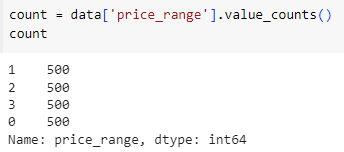 count = data['price_range'].value_counts()
count
1    500
2    500
3    500
0    500
Name: price_range, dtype: int64